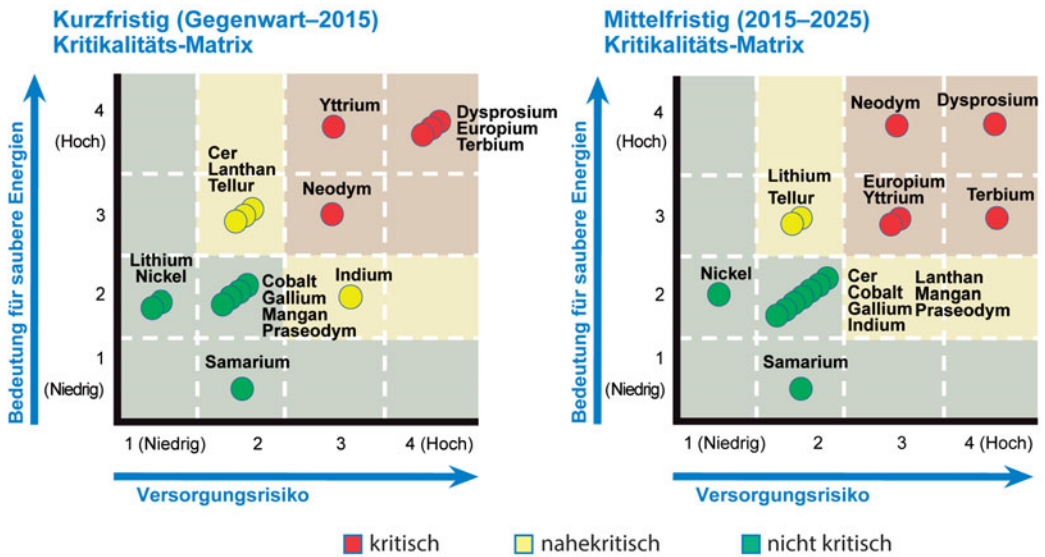 Kurzfristig (Gegenwart–2015)
Kritikalitäts-Matrix
Bedeutung für saubere Energien
4
(Hoch)
3
2
1
(Niedrig)
Yttrium
Dysprosium
Europium
Terbium
Cer
Lanthan
Tellur
Neodym
Lithium
Nickel
Cobalt
Gallium
Mangan
Praseodym
Indium
Samarium
1 (Niedrig)
2
3
4 (Hoch)
Versorgungsrisiko
Mittelfristig (2015–2025)
Kritikalitäts-Matrix
Bedeutung für saubere Energien
4
(Hoch)
3
2
1
(Niedrig)
Neodym
Dysprosium
Lithium
Tellur
Europium
Yttrium
Terbium
Nickel
Cer
Cobalt
Gallium
Indium
Lanthan
Mangan
Praseodym
Samarium
1 (Niedrig)
2
3
4 (Hoch)
Versorgungsrisiko
kritisch
nahekritisch
nicht kritisch